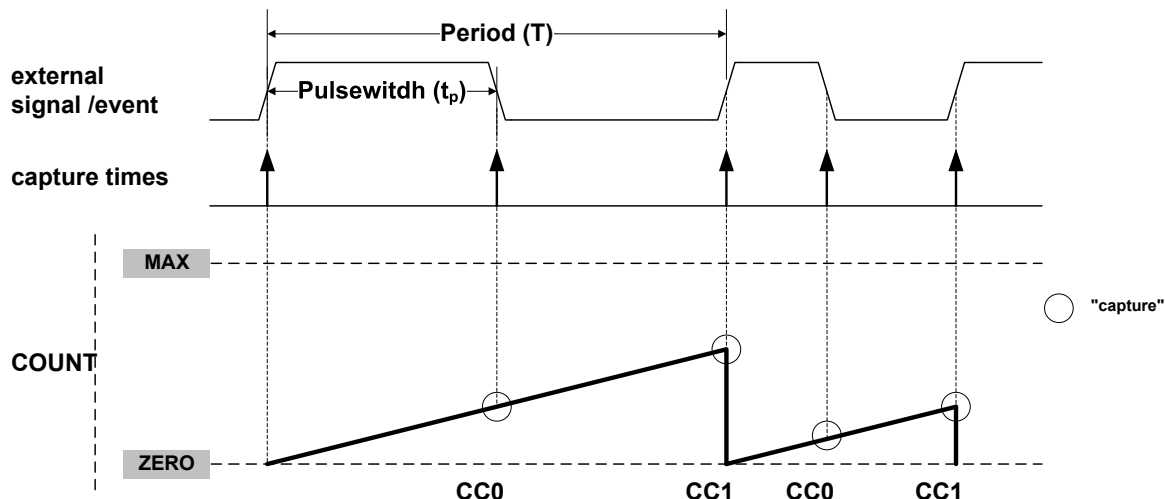 Period (T)
external
signal /event
Pulsewitdh (tp)
capture times
MAX
"capture"
COUNT
ZERO
CC0 CC1 CC0 CC1